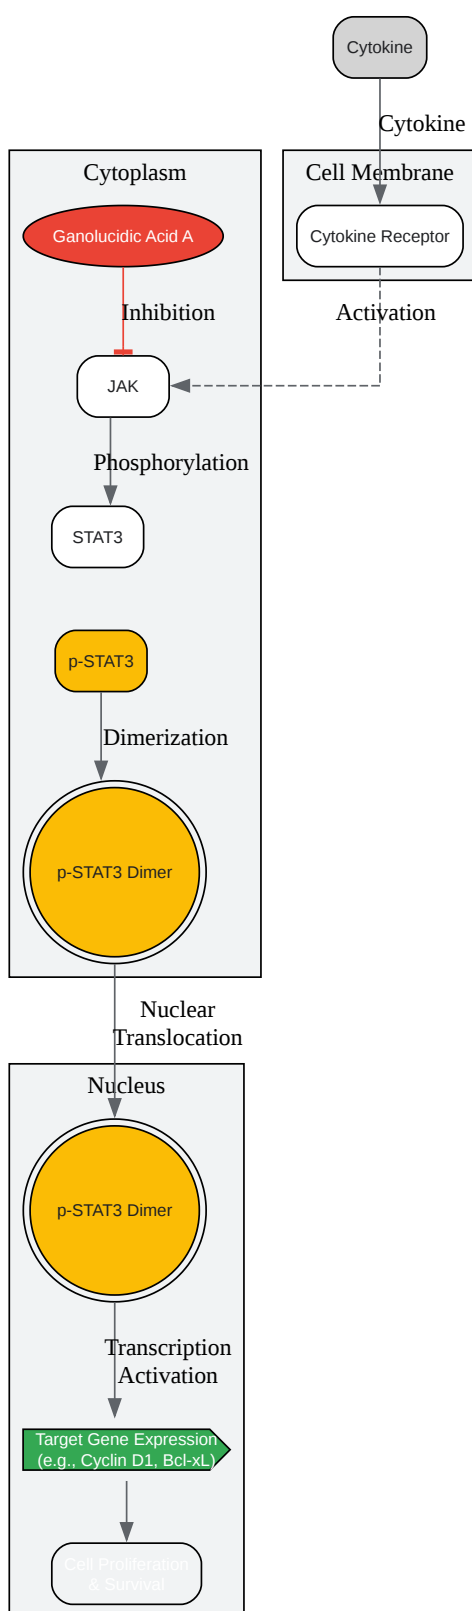 Cytokine
Cytokine
Cytoplasm
Cell Membrane
Ganolucidic Acid A
Cytokine Receptor
Inhibition
Activation
JAK
Phosphorylation
STAT3
p-STAT3
Dimerization
p-STAT3 Dimer
Nuclear
Translocation
Nucleus
p-STAT3 Dimer
Transcription
Activation
Target Gene Expression
(e.g., Cyclin D1, Bcl-xL)
Cell Proliferation
& Survival